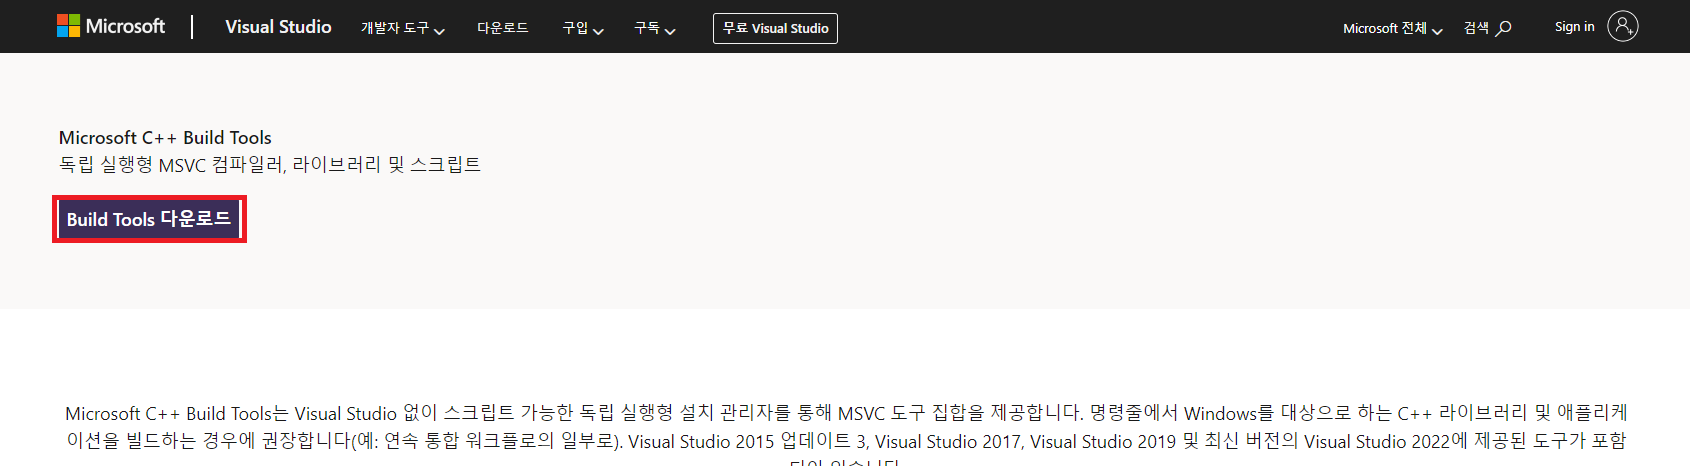 Microsoft Visual Studio 개발자 도구 다운로드 구입 구독 무료 Visual Studio Microsoft 전체 검색 Sign in
Microsoft C++ Build Tools
독립 실행형 MSVC 컴파일러, 라이브러리 및 스크립트
Build Tools 다운로드
Microsoft C++ Build Tools는 Visual Studio 없이 스크립트 가능한 독립 실행형 설치 관리자를 통해 MSVC 도구 집합을 제공합니다. 명령줄에서 Windows를 대상으로 하는 C++ 라이브러리 및 애플리케
이션을 빌드하는 경우에 권장합니다(예: 연속 통합 워크플로의 일부로). Visual Studio 2015 업데이트 3, Visual Studio 2017, Visual Studio 2019 및 최신 버전의 Visual Studio 2022에 제공된 도구가 포함